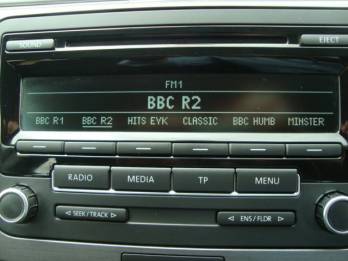 SOUND EJECT
FM1
BBC R2
BBC R1 BBC R2 HITS EYK CLASSIC BBC HUMB MINSTER
RADIO MEDIA TP MENU
SEEK / TRACK ENS / FLDR